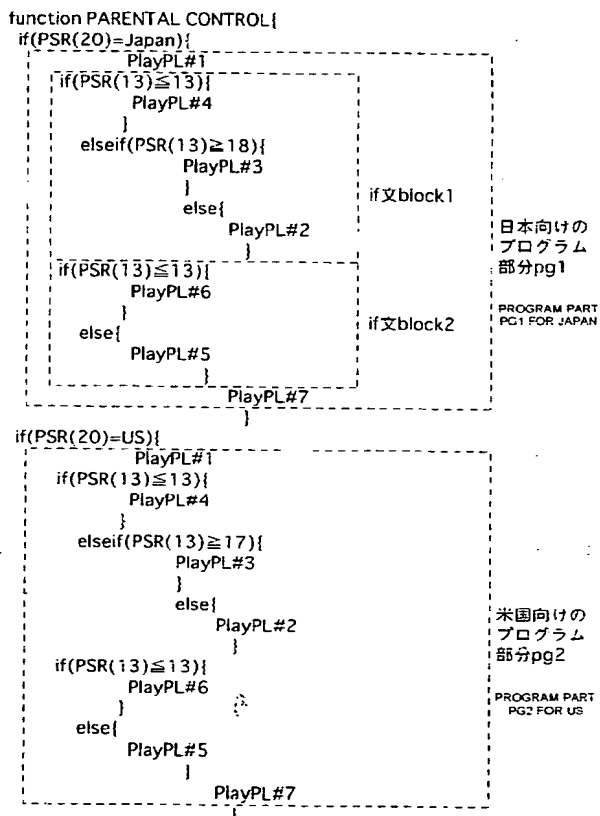 function PARENTAL CONTROL{
if(PSR(20)=Japan){
PlayPL#1
if(PSR(13)≦13){
PlayPL#4
}
elseif(PSR(13)≧18){
PlayPL#3
}
else{
PlayPL#2
}
if文block1
if(PSR(13)≦13){
PlayPL#6
}
else{
PlayPL#5
}
if文block2
PlayPL#7
}
日本向けの
プログラム
部分pg1
PROGRAM PART
PG1 FOR JAPAN
if(PSR(20)=US){
PlayPL#1
if(PSR(13)≦13){
PlayPL#4
}
elseif(PSR(13)≧17){
PlayPL#3
}
else{
PlayPL#2
}
if(PSR(13)≦13){
PlayPL#6
}
else{
PlayPL#5
}
PlayPL#7
}
米国向けの
プログラム
部分pg2
PROGRAM PART
PG2 FOR US